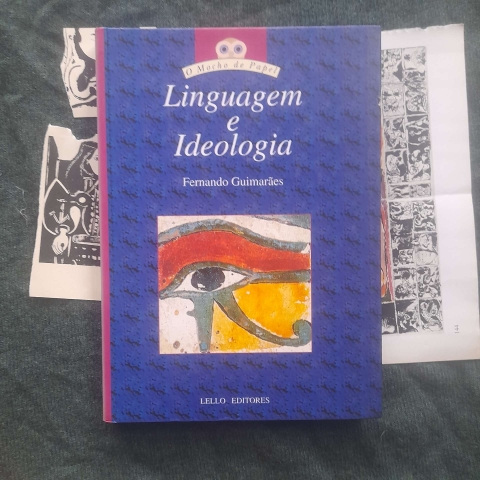 O Mocho de Papel
Linguagem
e
Ideologia
Fernando Guimarães
LELLO EDITORES